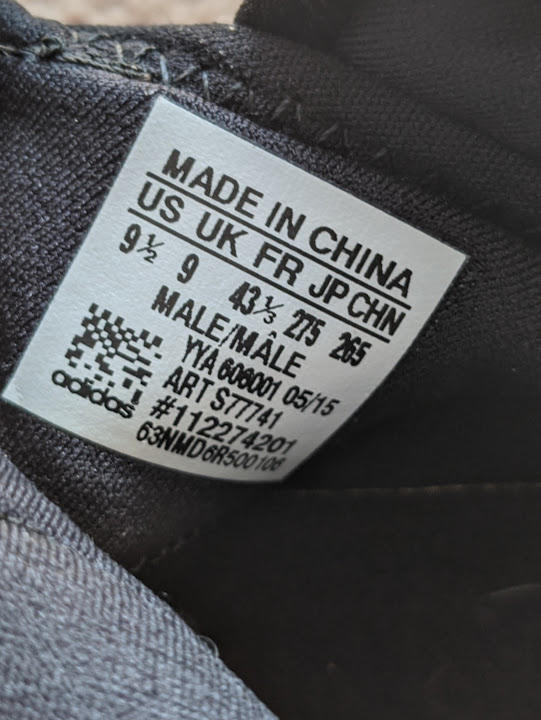 MADE IN CHINA
US UK FR JP CHN
9½ 9 43⅓ 275 265
MALE/MÂLE
YYA 606001 05/15
ART S77741
#112274201
63NMD6R500106
adidas